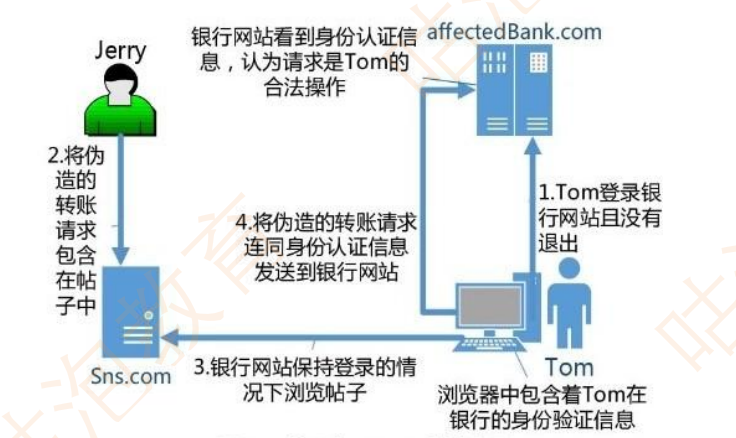 Jerry
银行网站看到身份认证信
息，认为请求是Tom的
合法操作
affectedBank.com
2.将伪
造的
转账
请求
包含
在帖
子中
4.将伪造的转账请求
连同身份认证信息
发送到银行网站
1.Tom登录银
行网站且没有
退出
Sns.com
3.银行网站保持登录的情
况下浏览帖子
Tom
浏览器中包含着Tom在
银行的身份验证信息
咕泡教育